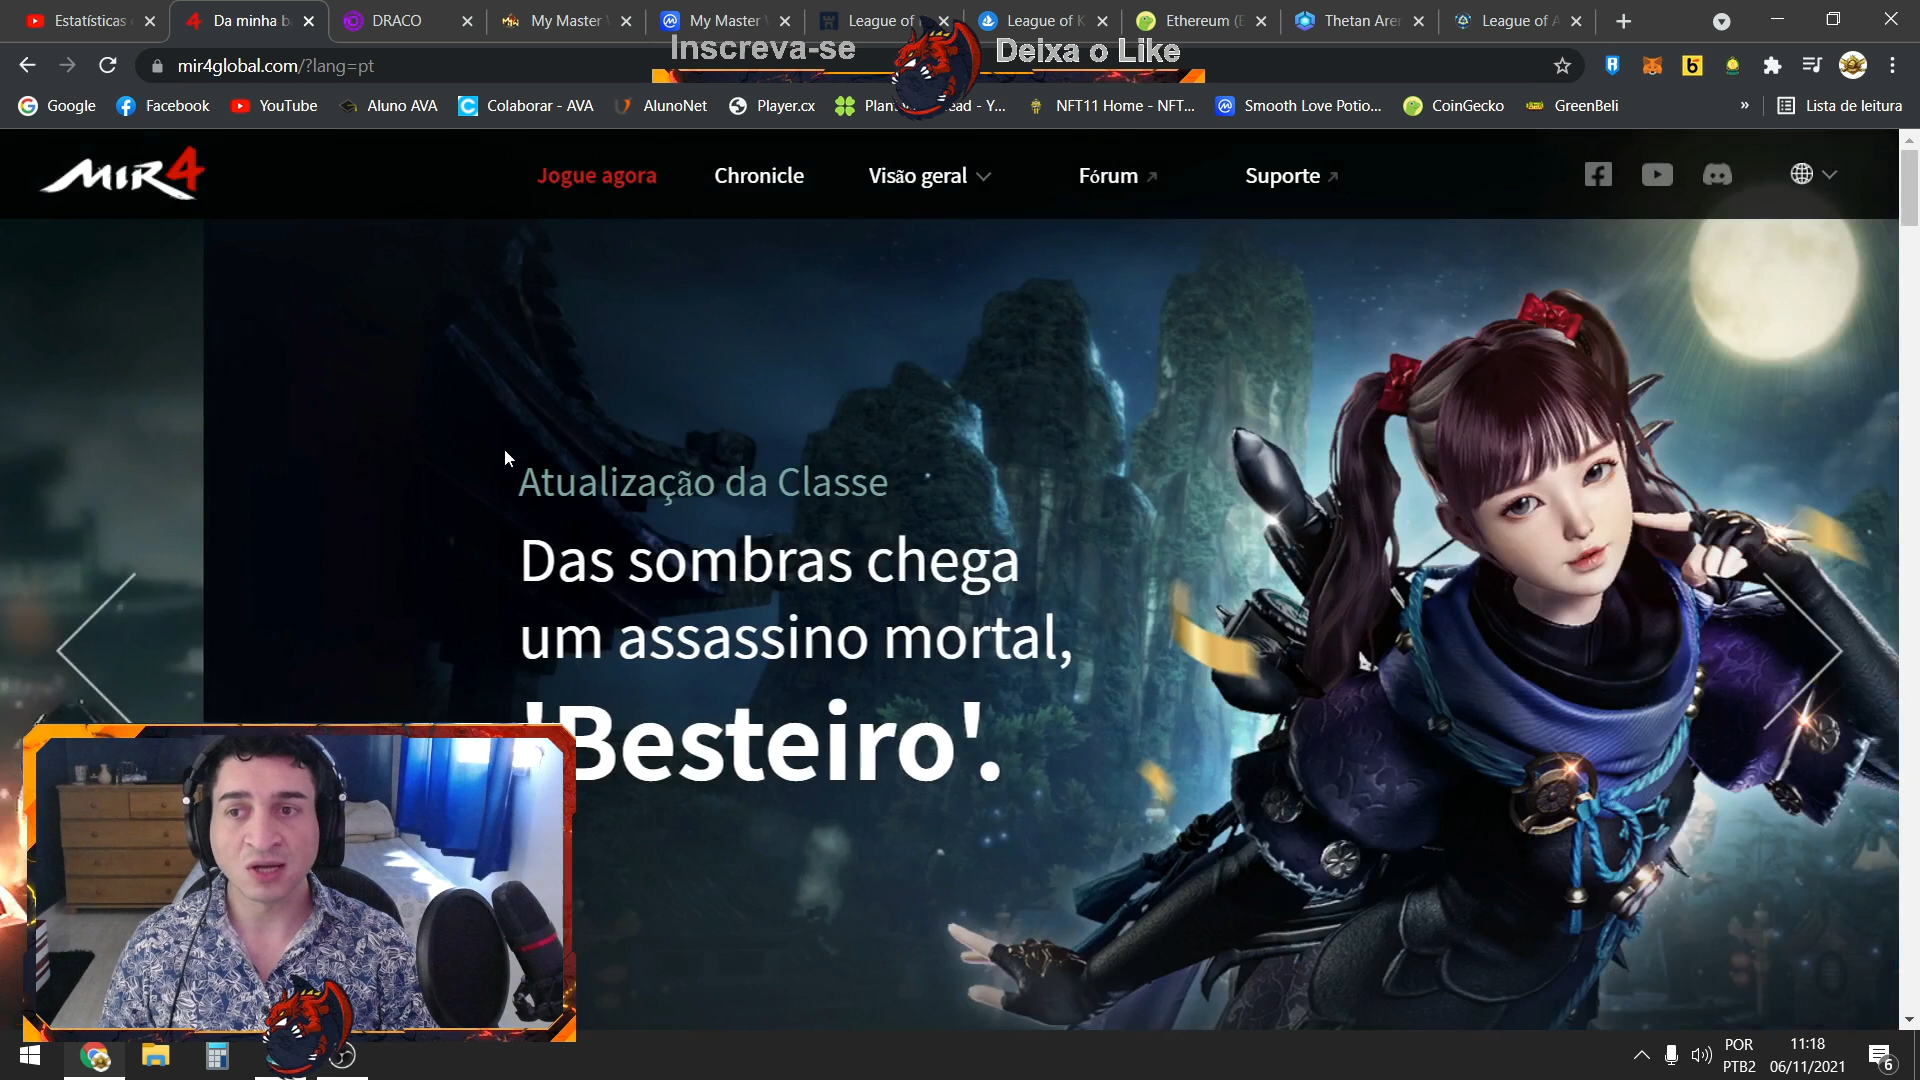 Estatísticas
Da minha b
DRACO
My Master
My Master
League of
League of K
Ethereum (E
Thetan Aren
League of A
Inscreva-se
Deixa o Like
mir4global.com/?lang=pt
Google
Facebook
YouTube
Aluno AVA
Colaborar - AVA
AlunoNet
Player.cx
ead - Y...
NFT11 Home - NFT...
Smooth Love Potio...
CoinGecko
GreenBeli
»
Lista de leitura
MIR4
Jogue agora
Chronicle
Visão geral
Fórum
Suporte
Atualização da Classe
Das sombras chega
um assassino mortal,
'Besteiro'.
POR
PTB2
11:18
06/11/2021
6